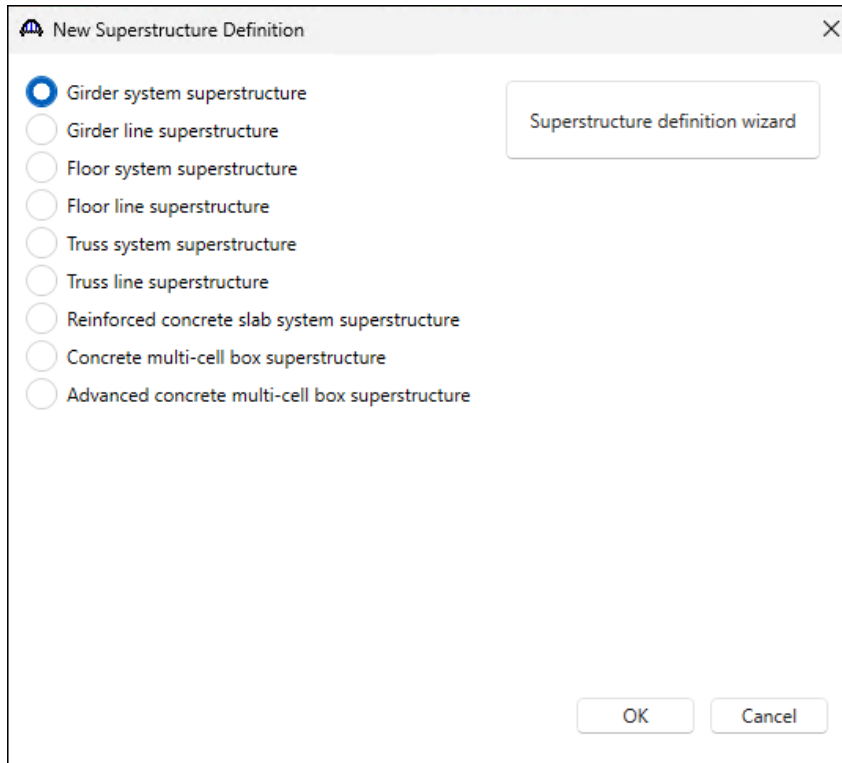 New Superstructure Definition
Girder system superstructure
Superstructure definition wizard
Girder line superstructure
Floor system superstructure
Floor line superstructure
Truss system superstructure
Truss line superstructure
Reinforced concrete slab system superstructure
Concrete multi-cell box superstructure
Advanced concrete multi-cell box superstructure
OK
Cancel